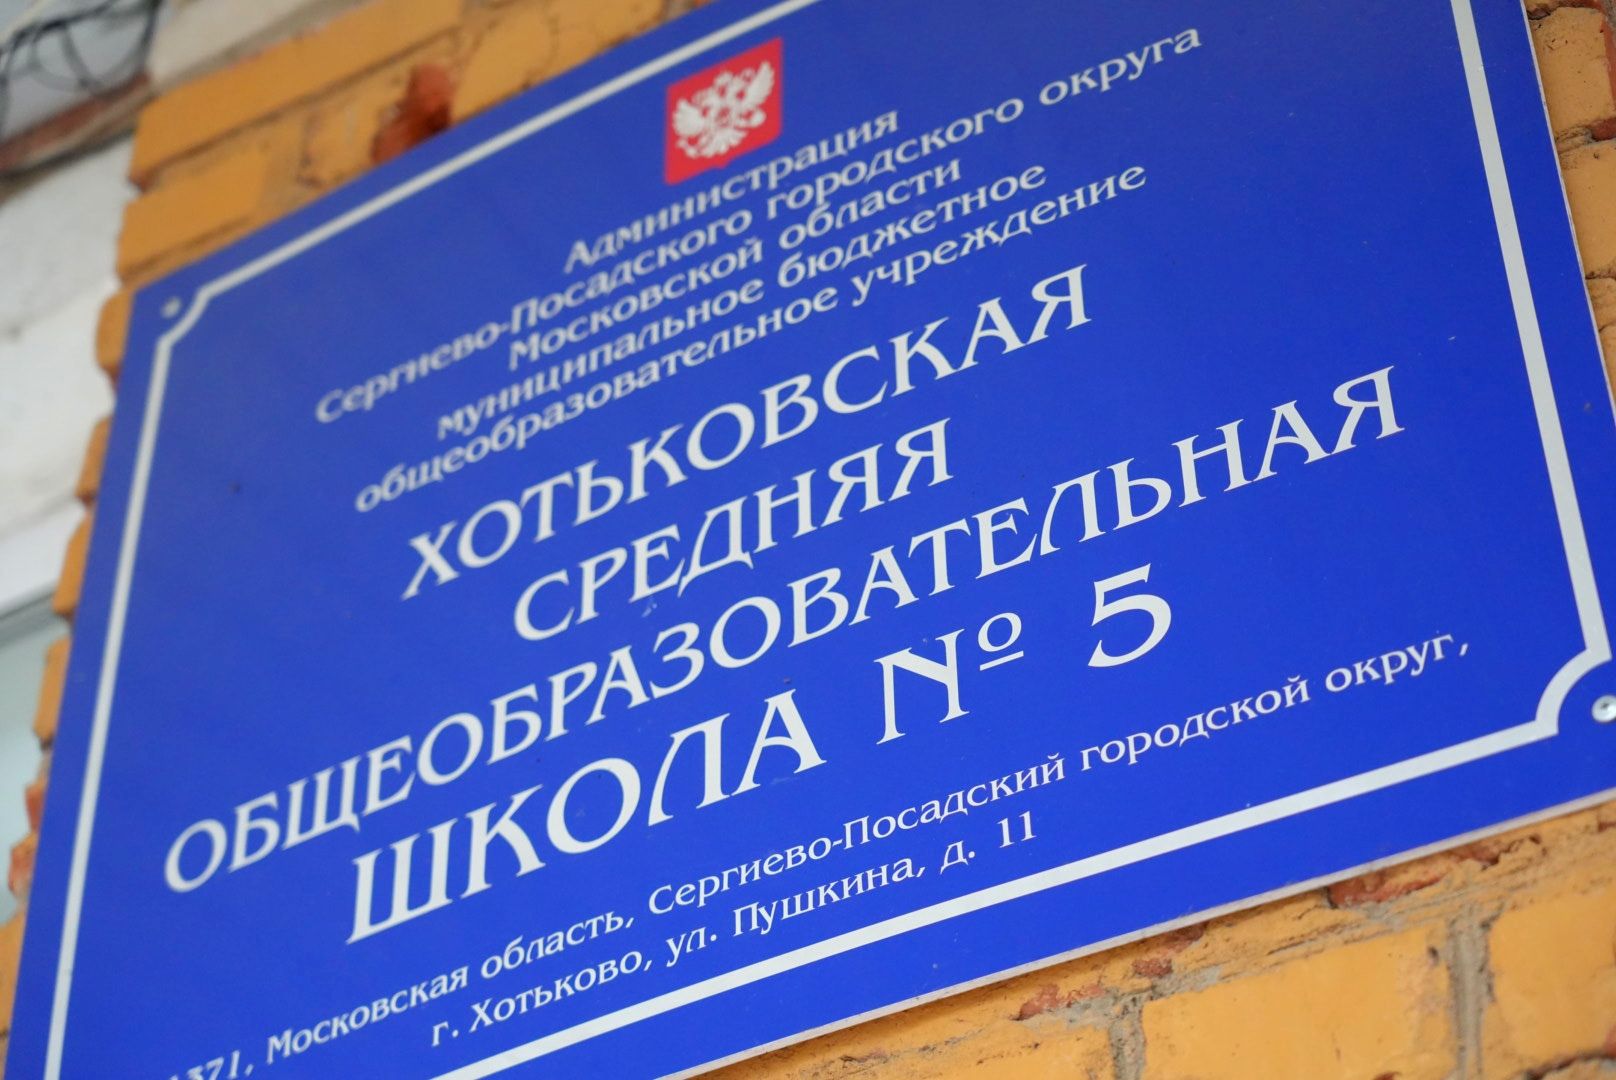 Администрация
Сергиево-Посадского городского округа
Московской области
муниципальное бюджетное
общеобразовательное учреждение
ХОТЬКОВСКАЯ
СРЕДНЯЯ
ОБЩЕОБРАЗОВАТЕЛЬНАЯ
ШКОЛА № 5
Московская область, Сергиево-Посадский городской округ,
г. Хотьково, ул. Пушкина, д. 11